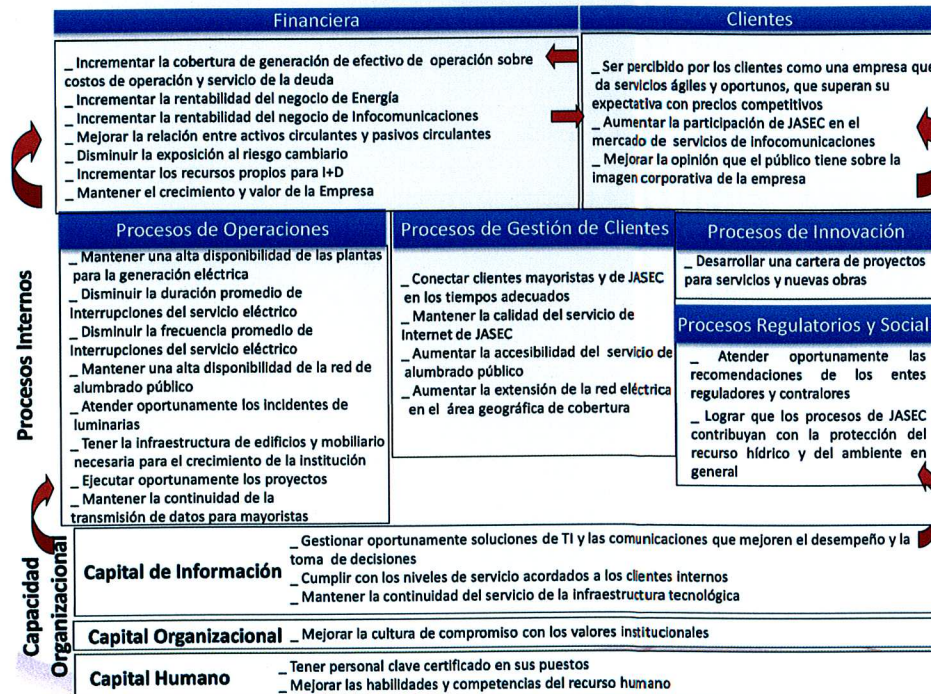 Financiera
_ Incrementar la cobertura de generación de efectivo de operación sobre
costos de operación y servicio de la deuda
_ Incrementar la rentabilidad del negocio de Energía
_ Incrementar la rentabilidad del negocio de Infocomunicaciones
_ Mejorar la relación entre activos circulantes y pasivos circulantes
_ Disminuir la exposición al riesgo cambiario
_ Incrementar los recursos propios para I+D
_ Mantener el crecimiento y valor de la Empresa
Clientes
_ Ser percibido por los clientes como una empresa que
da servicios ágiles y oportunos, que superan su
expectativa con precios competitivos
_ Aumentar la participación de JASEC en el
mercado de servicios de infocomunicaciones
_ Mejorar la opinión que el público tiene sobre la
imagen corporativa de la empresa
Procesos Internos
Procesos de Operaciones
_ Mantener una alta disponibilidad de las plantas
para la generación eléctrica
_ Disminuir la duración promedio de
Interrupciones del servicio eléctrico
_ Disminuir la frecuencia promedio de
Interrupciones del servicio eléctrico
_ Mantener una alta disponibilidad de la red de
alumbrado público
_ Atender oportunamente los incidentes de
luminarias
_ Tener la infraestructura de edificios y mobiliario
necesaria para el crecimiento de la institución
_ Ejecutar oportunamente los proyectos
_ Mantener la continuidad de la
transmisión de datos para mayoristas
Procesos de Gestión de Clientes
_ Conectar clientes mayoristas y de JASEC
en los tiempos adecuados
_ Mantener la calidad del servicio de
Internet de JASEC
_ Aumentar la accesibilidad del servicio de
alumbrado público
_ Aumentar la extensión de la red eléctrica
en el área geográfica de cobertura
Procesos de Innovación
_ Desarrollar una cartera de proyectos
para servicios y nuevas obras
Procesos Regulatorios y Social
_ Atender oportunamente las
recomendaciones de los entes
reguladores y contralores
_ Lograr que los procesos de JASEC
contribuyan con la protección del
recurso hídrico y del ambiente en
general
Capacidad
Organizacional
Capital de Información
_ Gestionar oportunamente soluciones de TI y las comunicaciones que mejoren el desempeño y la
toma de decisiones
_ Cumplir con los niveles de servicio acordados a los clientes internos
_ Mantener la continuidad del servicio de la infraestructura tecnológica
Capital Organizacional
_ Mejorar la cultura de compromiso con los valores institucionales
Capital Humano
_ Tener personal clave certificado en sus puestos
_ Mejorar las habilidades y competencias del recurso humano